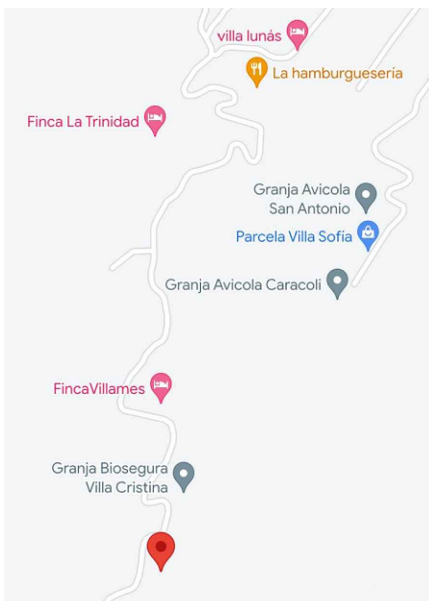 villa lunás
La hamburguesería
Finca La Trinidad
Granja Avicola
San Antonio
Parcela Villa Sofía
Granja Avicola Caracoli
FincaVillames
Granja Biosegura
Villa Cristina